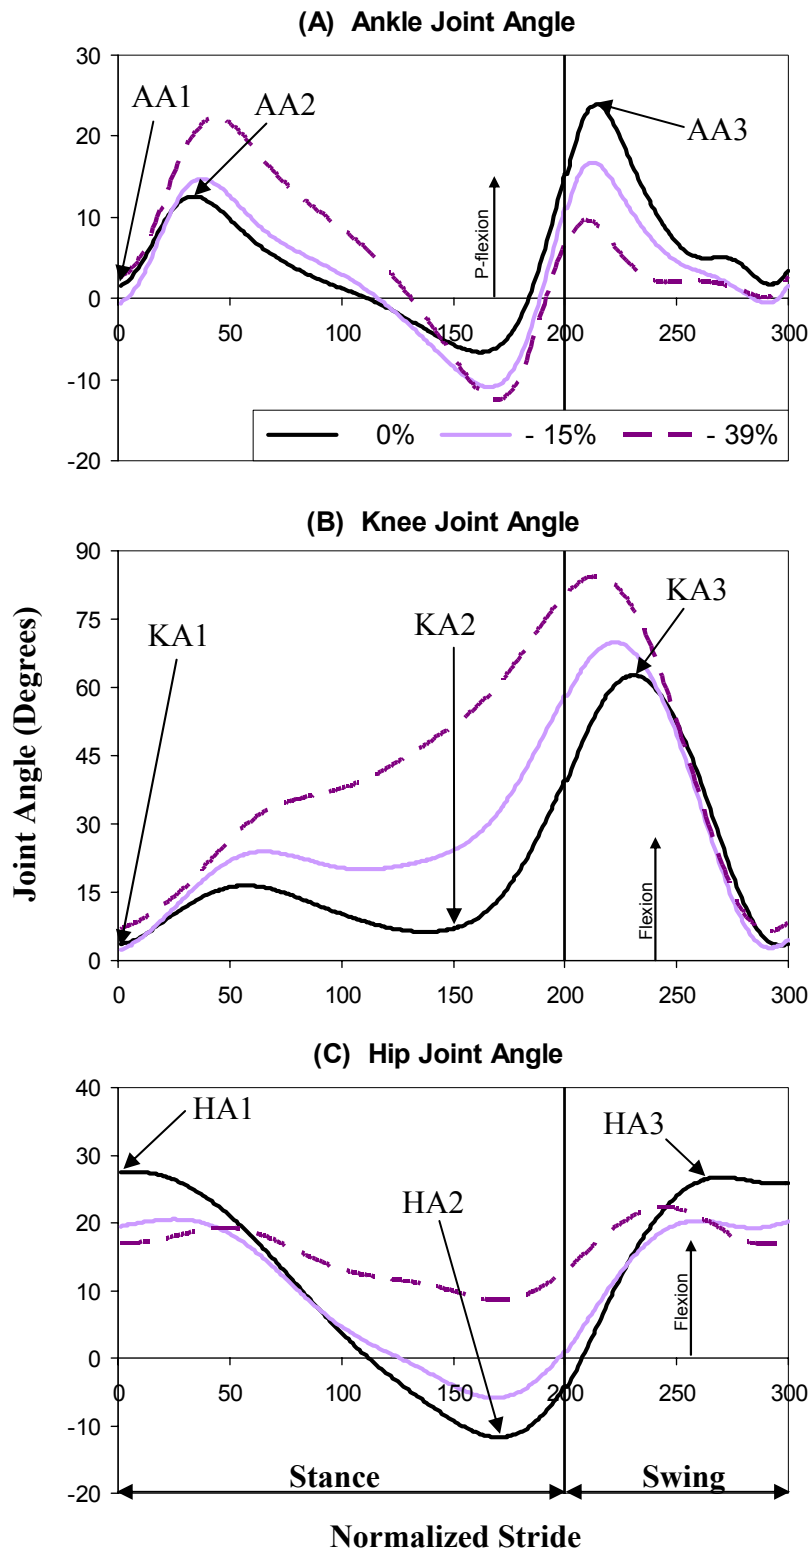 (A) Ankle Joint Angle
30
AA1
AA2
AA3
20
10
P-flexion
0
0 50 100 150 200 250 300
-10
0% - 15% - 39%
-20
(B) Knee Joint Angle
90
KA1
KA2
KA3
75
60
45
30
15
Flexion
0
0 50 100 150 200 250 300
Joint Angle (Degrees)
(C) Hip Joint Angle
40
HA1
HA2
HA3
30
20
10
Flexion
0
0 50 100 150 200 250 300
-10
Stance Swing
-20
Normalized Stride